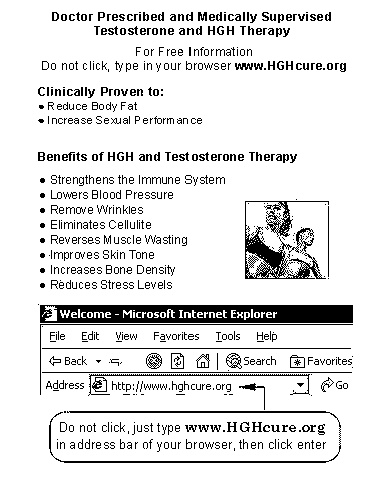 Doctor Prescribed and Medically Supervised
Testosterone and HGH Therapy
For Free Information
Do not click, type in your browser www.HGHcure.org
Clinically Proven to:
● Reduce Body Fat
● Increase Sexual Performance
Benefits of HGH and Testosterone Therapy
● Strengthens the Immune System
● Lowers Blood Pressure
● Remove Wrinkles
● Eliminates Cellulite
● Reverses Muscle Wasting
● Improves Skin Tone
● Increases Bone Density
● Reduces Stress Levels
Welcome - Microsoft Internet Explorer
File Edit View Favorites Tools Help
Back Search Favorites
Address http://www.hghcure.org Go
Do not click, just type www.HGHcure.org
in address bar of your browser, then click enter